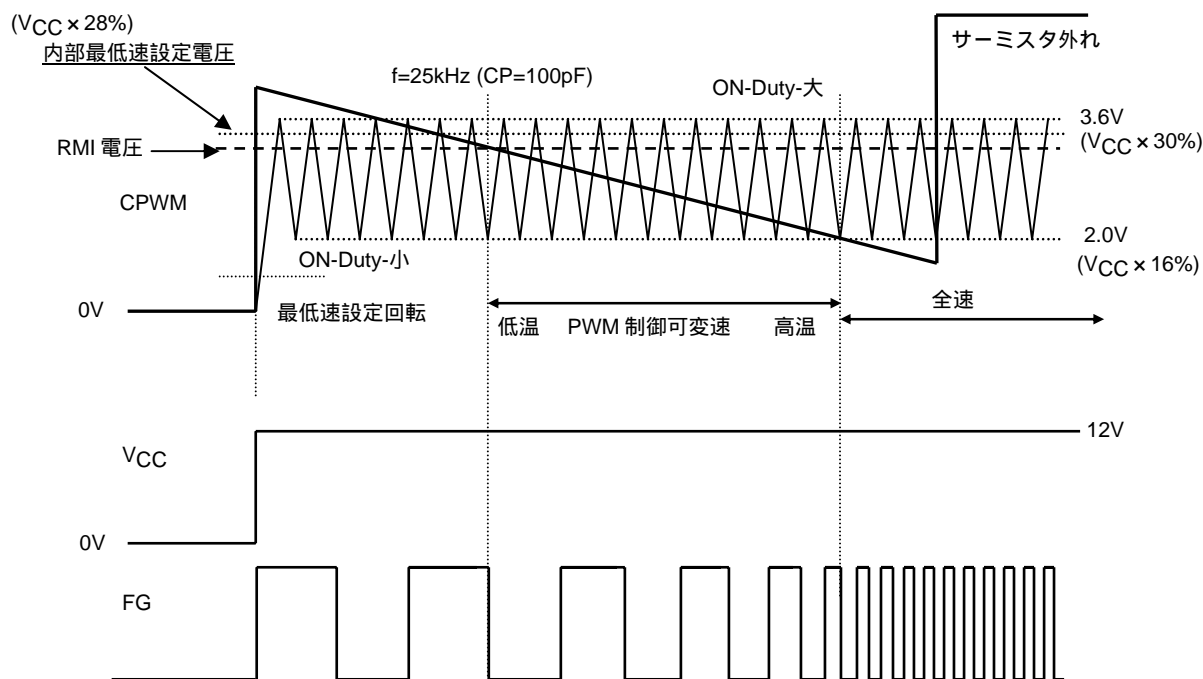 (VCC × 28%)
内部最低速設定電圧
サーミスタ外れ
f=25kHz (CP=100pF)
ON-Duty-大
3.6V
(VCC × 30%)
RMI 電圧
CPWM
2.0V
(VCC × 16%)
ON-Duty-小
0V
最低速設定回転
全速
低温 PWM 制御可変速 高温
12V
VCC
0V
FG